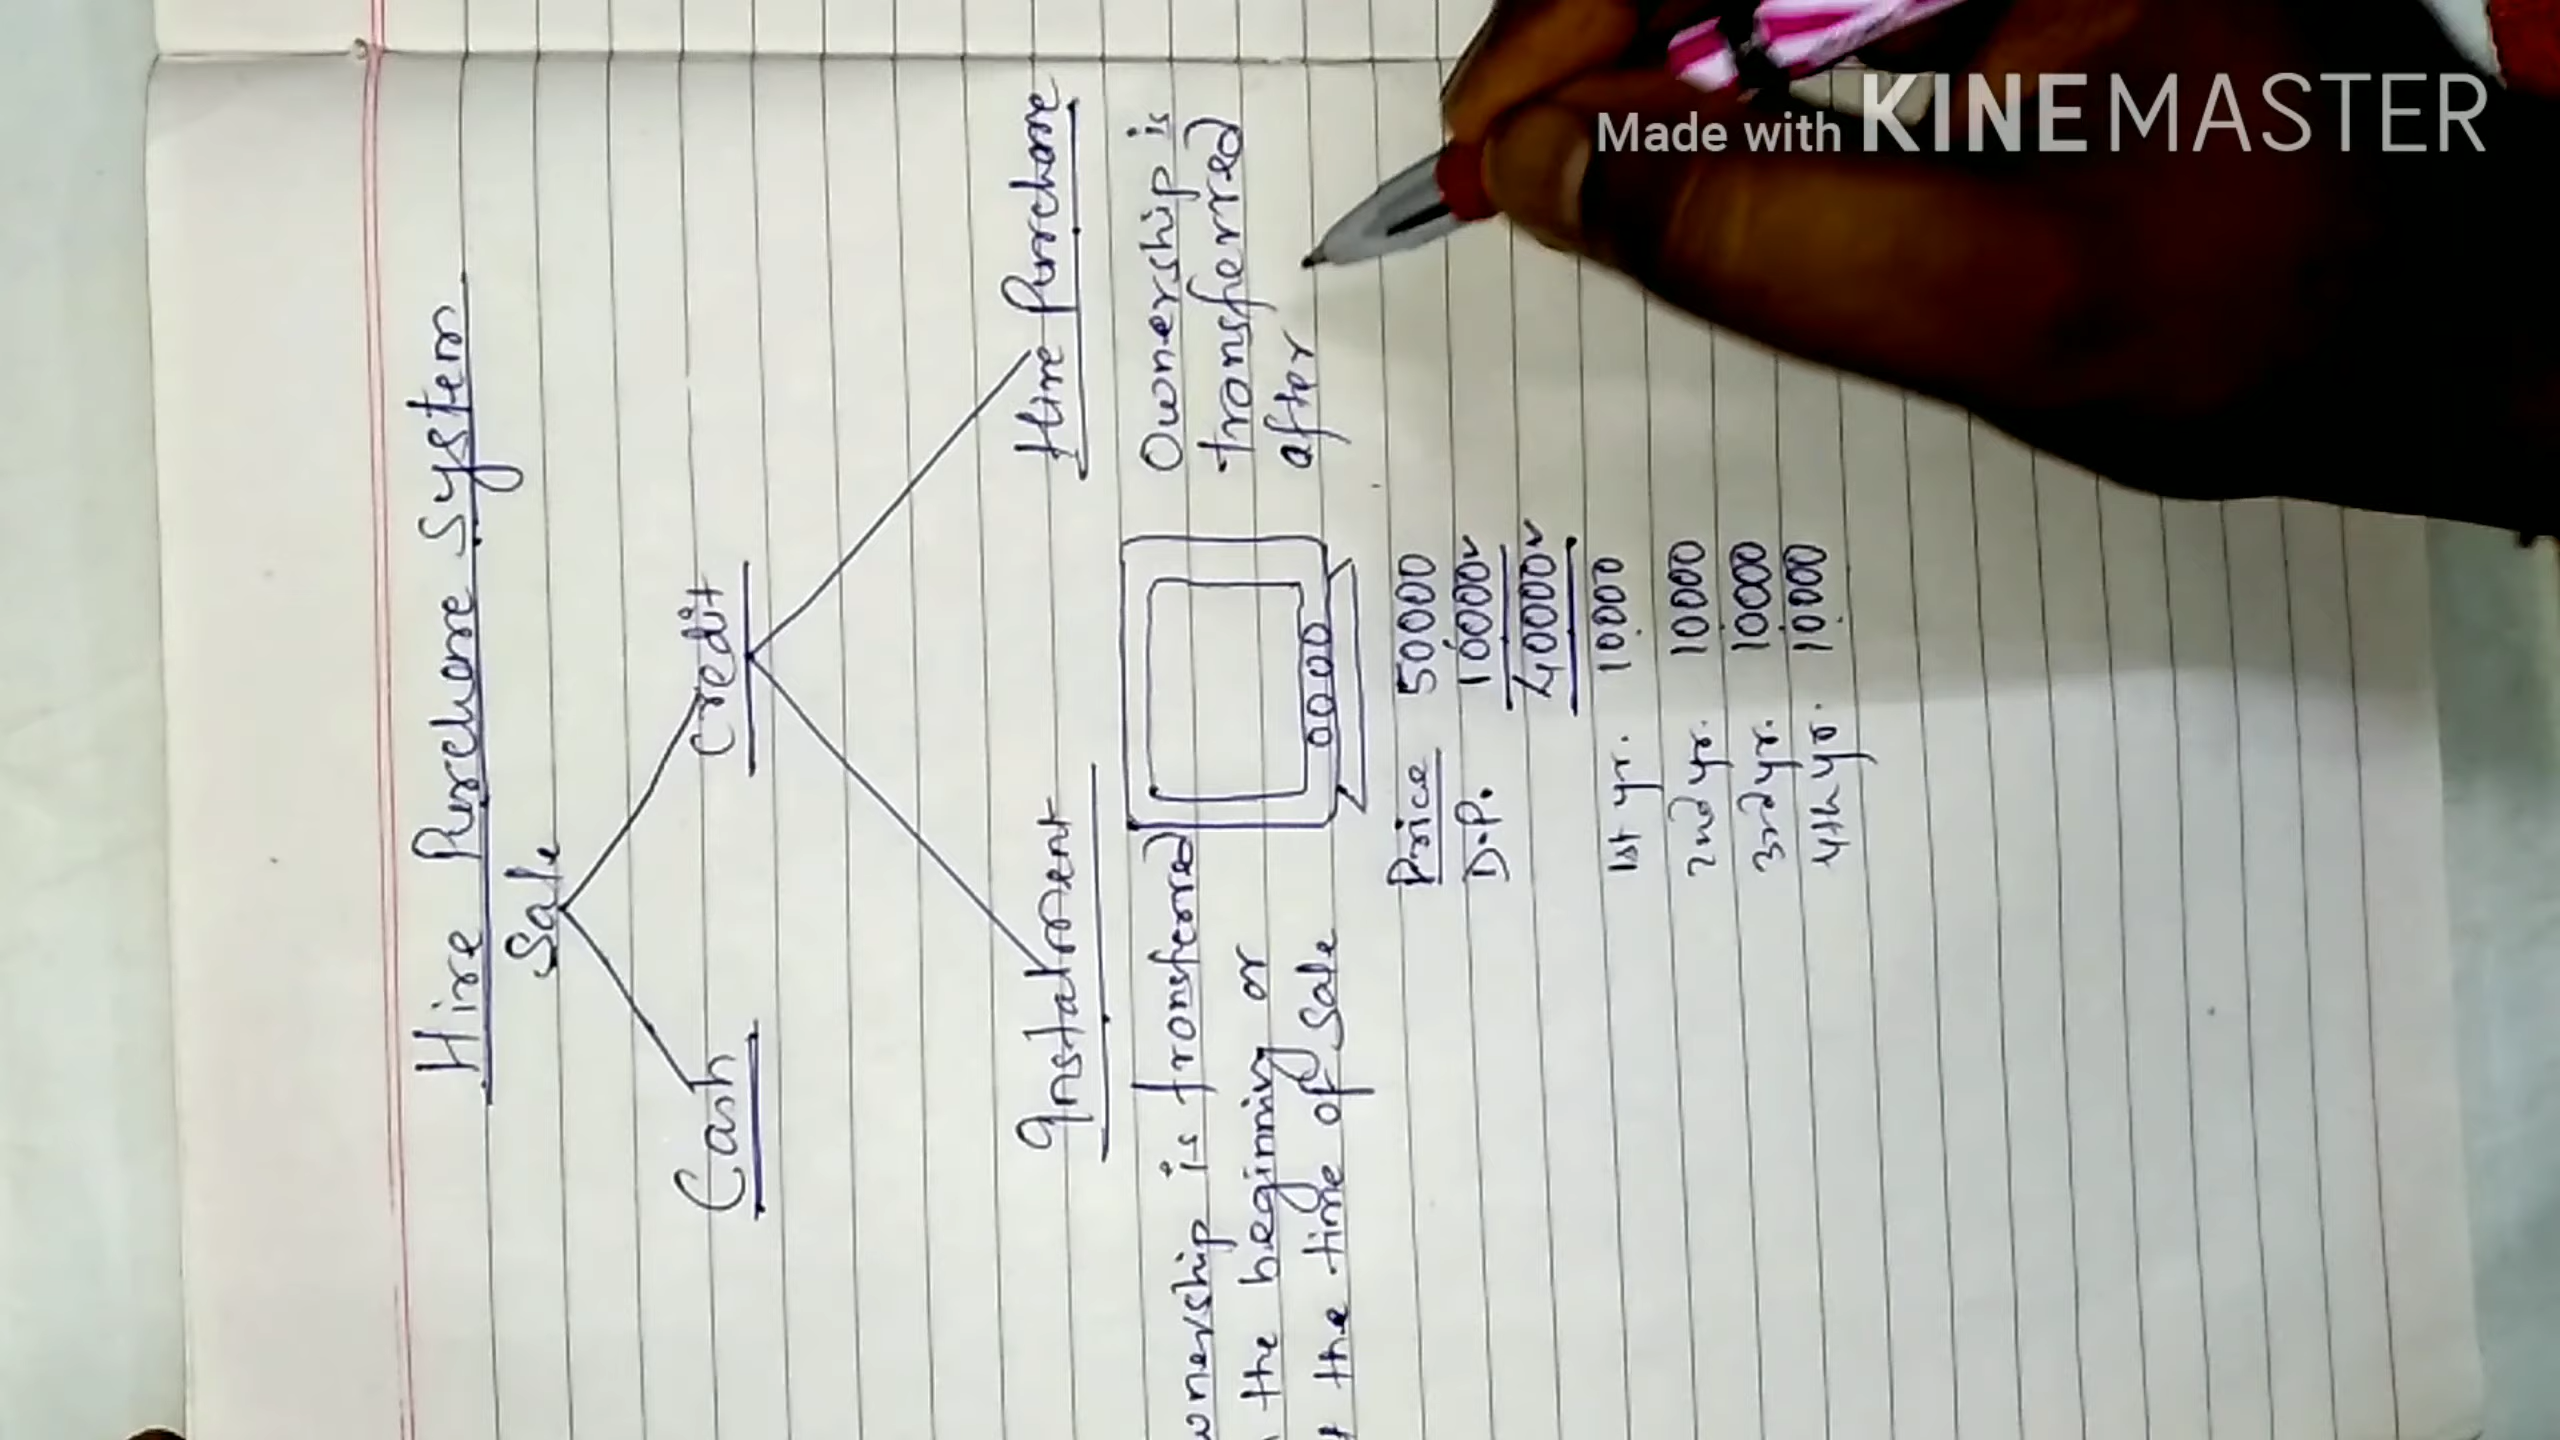 Made with KINEMASTER
Hire Purchase System
Sale
Cash Credit
Instalment Hire Purchase
wnership is transferred
the beginning or
the time of sale
Ownership is
transferred
after
0000
Price 50000
D.P. 10000
40000
1st yr. 10000
2nd yr. 10000
3rd yr. 10000
4th yr. 10000